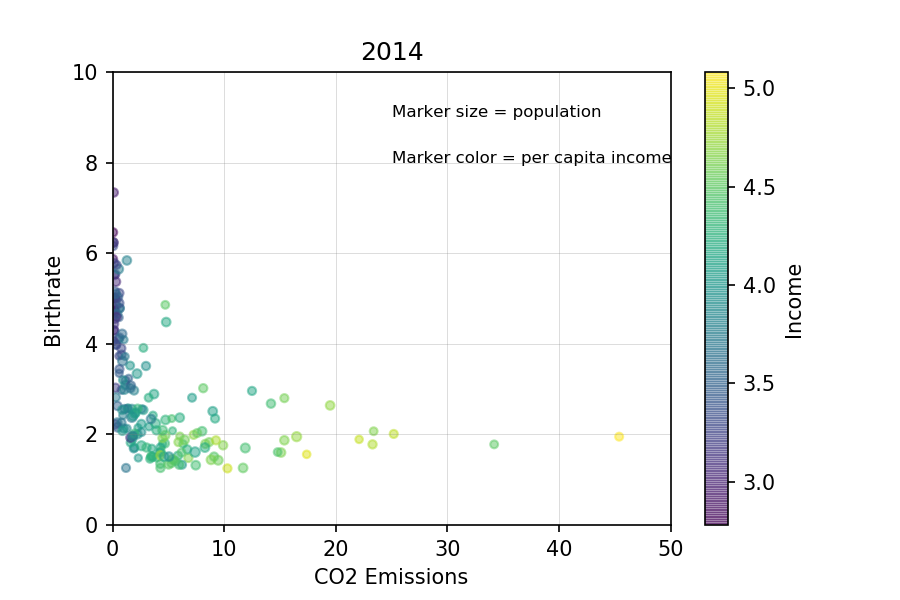 2014
Marker size = population
Marker color = per capita income
Birthrate
10
8
6
4
2
0
0 10 20 30 40 50
CO2 Emissions
5.0
4.5
4.0
3.5
3.0
Income